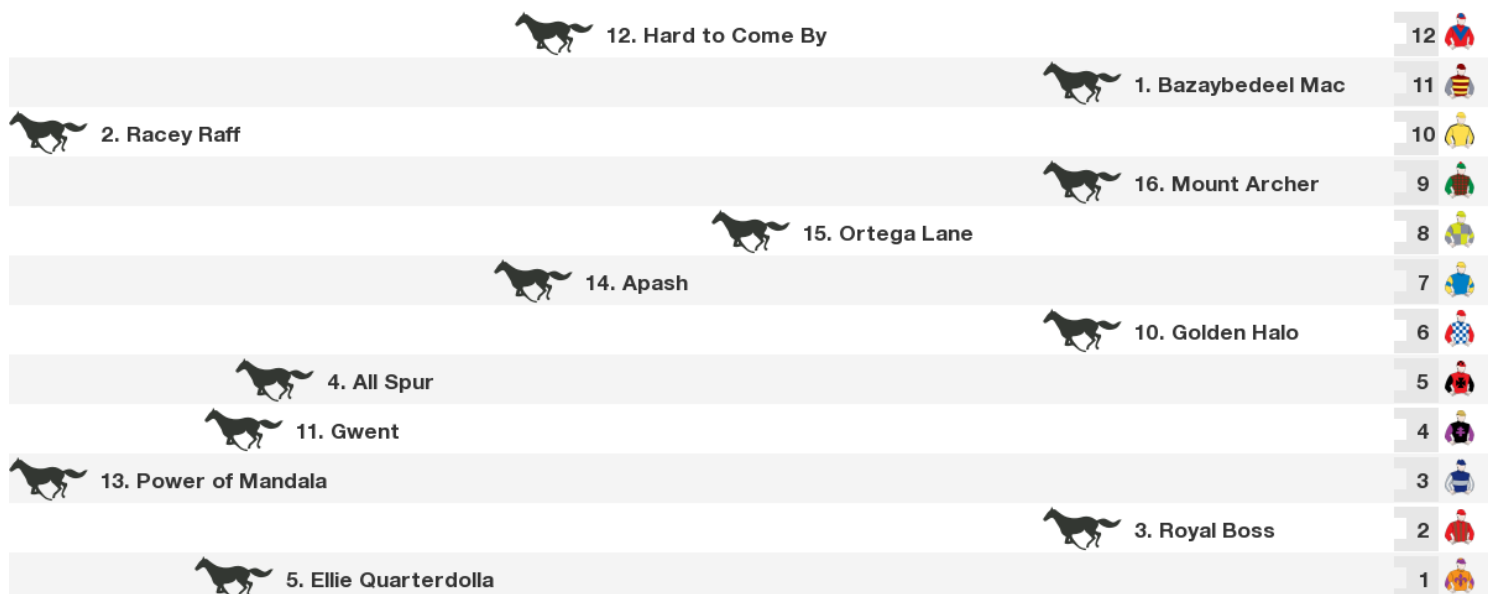 12. Hard to Come By 12
1. Bazaybedeel Mac 11
2. Racey Raff 10
16. Mount Archer 9
15. Ortega Lane 8
14. Apash 7
10. Golden Halo 6
4. All Spur 5
11. Gwent 4
13. Power of Mandala 3
3. Royal Boss 2
5. Ellie Quarterdolla 1